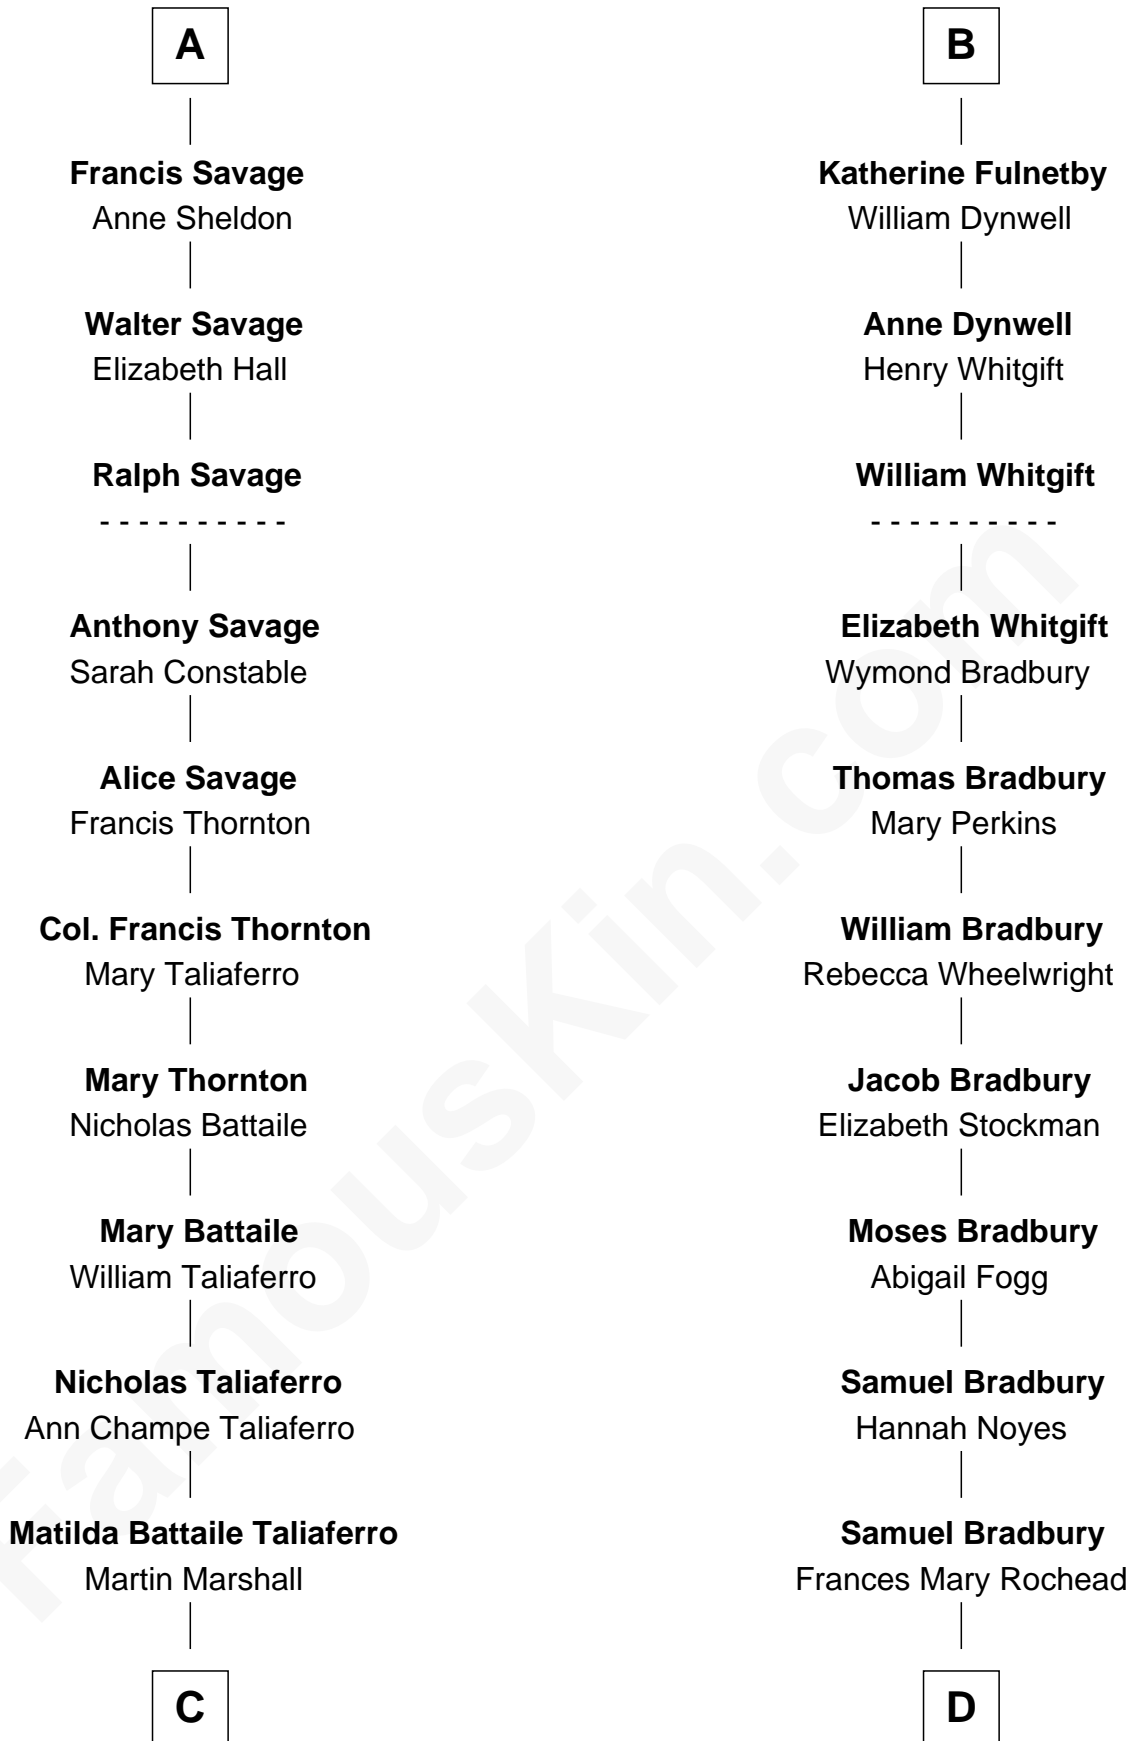 A
Francis Savage
Anne Sheldon
Walter Savage
Elizabeth Hall
Ralph Savage
- - - - - - - - - -
Anthony Savage
Sarah Constable
Alice Savage
Francis Thornton
Col. Francis Thornton
Mary Taliaferro
Mary Thornton
Nicholas Battaile
Mary Battaile
William Taliaferro
Nicholas Taliaferro
Ann Champe Taliaferro
Matilda Battaile Taliaferro
Martin Marshall
C
B
Katherine Fulnetby
William Dynwell
Anne Dynwell
Henry Whitgift
William Whitgift
- - - - - - - - - -
Elizabeth Whitgift
Wymond Bradbury
Thomas Bradbury
Mary Perkins
William Bradbury
Rebecca Wheelwright
Jacob Bradbury
Elizabeth Stockman
Moses Bradbury
Abigail Fogg
Samuel Bradbury
Hannah Noyes
Samuel Bradbury
Frances Mary Rochead
D
FamousKin.com